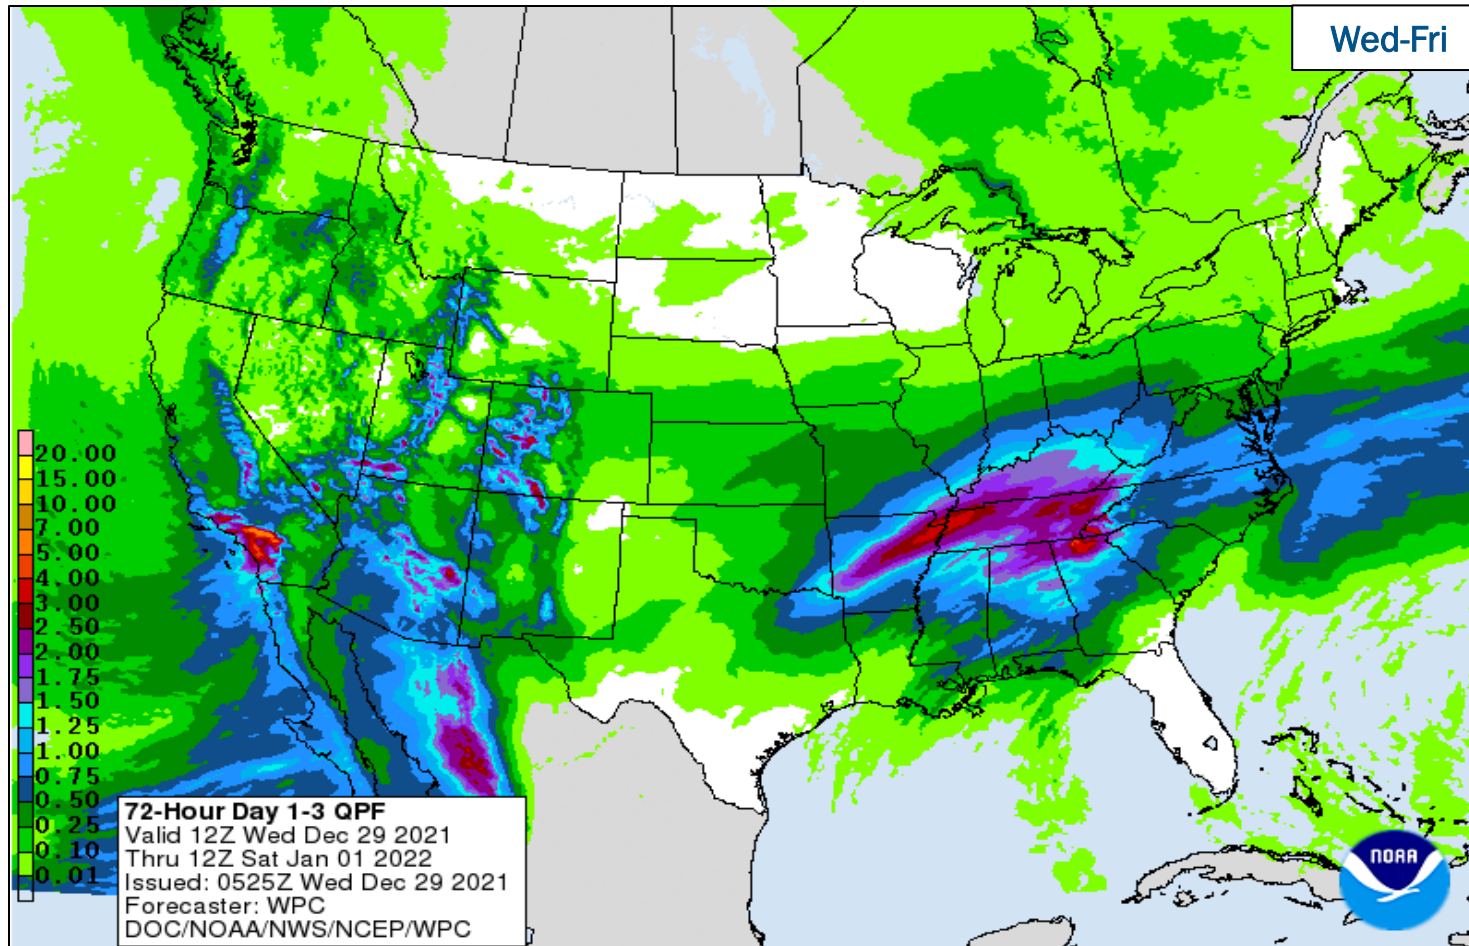 Wed-Fri
20.00
15.00
10.00
7.00
5.00
4.00
3.00
2.50
2.00
1.75
1.50
1.25
1.00
0.75
0.50
0.25
0.10
0.01
72-Hour Day 1-3 QPF
Valid 12Z Wed Dec 29 2021
Thru 12Z Sat Jan 01 2022
Issued: 0525Z Wed Dec 29 2021
Forecaster: WPC
DOC/NOAA/NWS/NCEP/WPC
NOAA